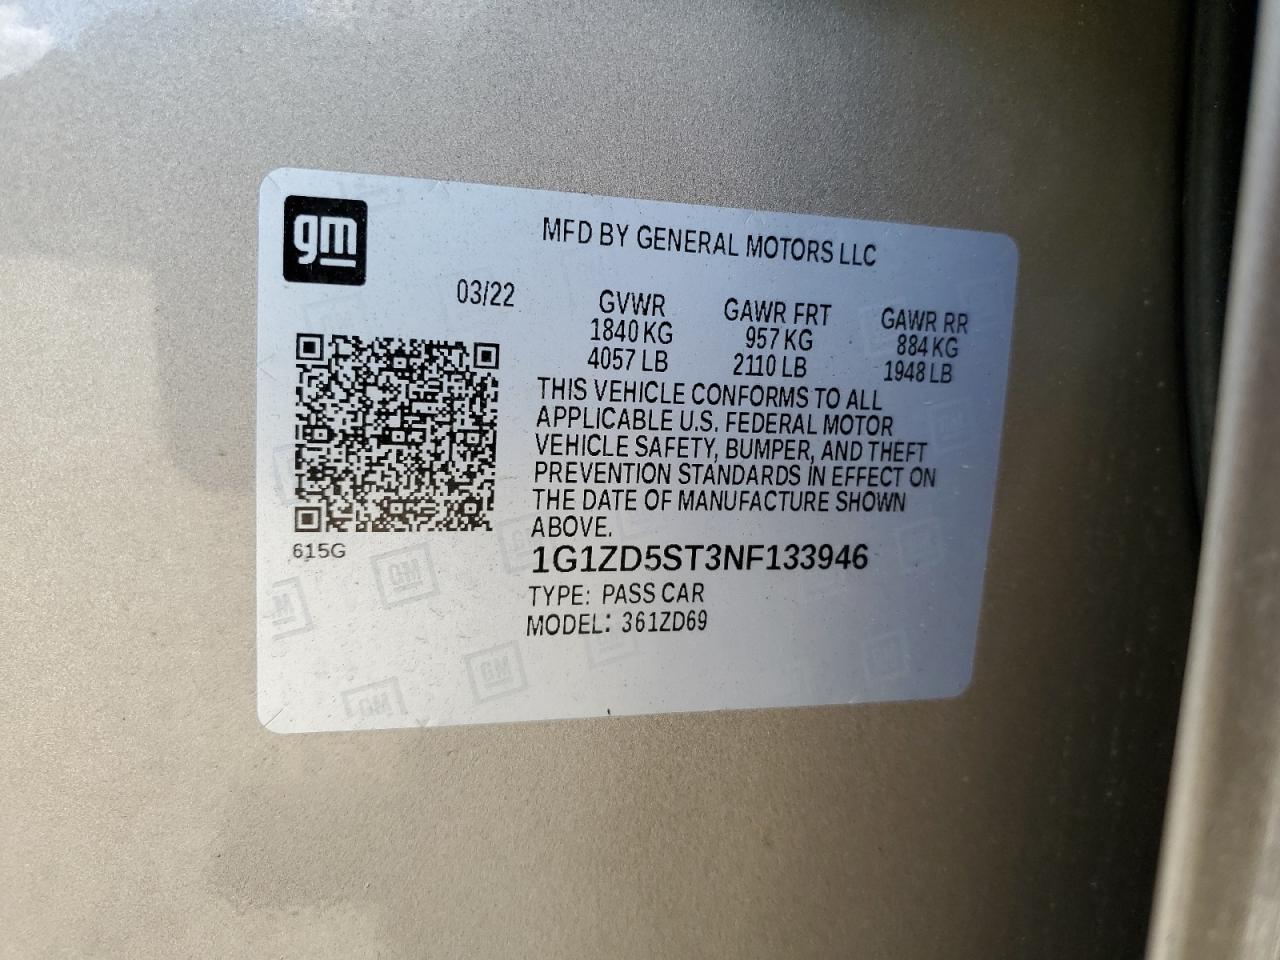 gm
MFD BY GENERAL MOTORS LLC
03/22
GVWR GAWR FRT GAWR RR
1840 KG 957 KG 884 KG
4057 LB 2110 LB 1948 LB
THIS VEHICLE CONFORMS TO ALL
APPLICABLE U.S. FEDERAL MOTOR
VEHICLE SAFETY, BUMPER, AND THEFT
PREVENTION STANDARDS IN EFFECT ON
THE DATE OF MANUFACTURE SHOWN
ABOVE.
615G
1G1ZD5ST3NF133946
TYPE: PASS CAR
MODEL: 361ZD69